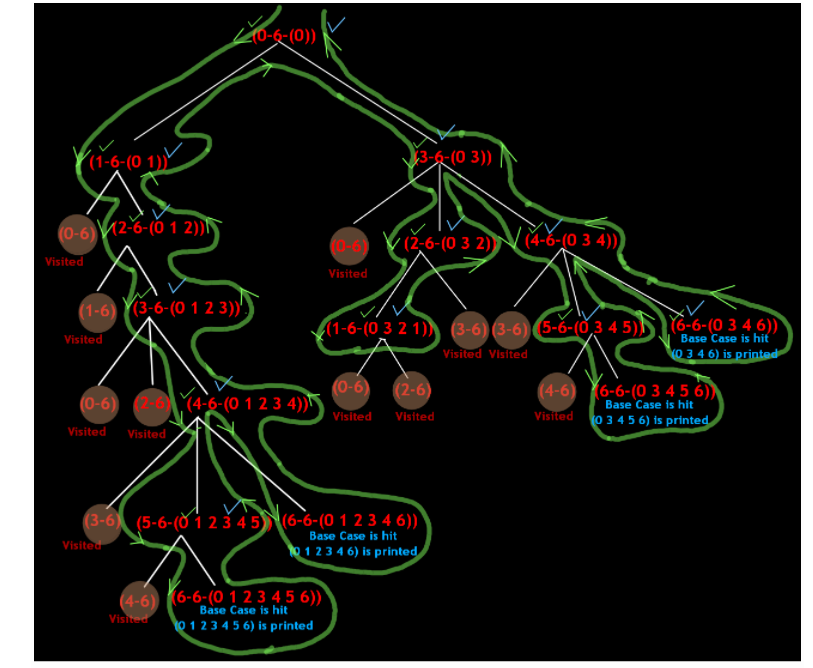 (0-6-(0))
(1-6-(0 1))
(3-6-(0 3))
(0-6)
Visited
(2-6-(0 1 2))
(0-6)
Visited
(2-6-(0 3 2))
(4-6-(0 3 4))
(1-6)
Visited
(3-6-(0 1 2 3))
(1-6-(0 3 2 1))
(3-6)
Visited
(3-6)
Visited
(5-6-(0 3 4 5))
(6-6-(0 3 4 6))
Base Case is hit
(0 3 4 6) is printed
(0-6)
Visited
(2-6)
Visited
(4-6-(0 1 2 3 4))
(0-6)
Visited
(2-6)
Visited
(4-6)
Visited
(6-6-(0 3 4 5 6))
Base Case is hit
(0 3 4 5 6) is printed
(3-6)
Visited
(5-6-(0 1 2 3 4 5))
(6-6-(0 1 2 3 4 6))
Base Case is hit
(0 1 2 3 4 6) is printed
(4-6)
Visited
(6-6-(0 1 2 3 4 5 6))
Base Case is hit
(0 1 2 3 4 5 6) is printed